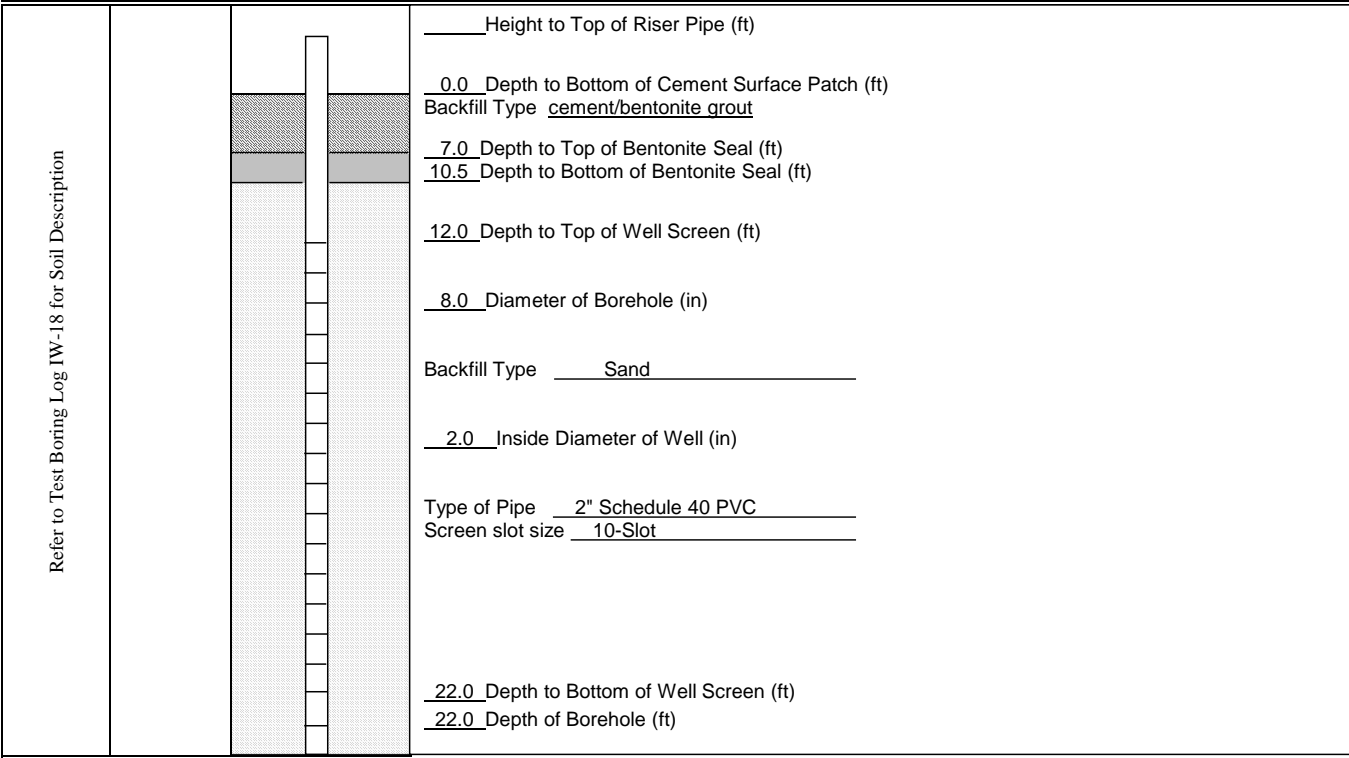 Refer to Test Boring Log IW-18 for Soil Description
Height to Top of Riser Pipe (ft)
0.0 Depth to Bottom of Cement Surface Patch (ft)
Backfill Type cement/bentonite grout
7.0 Depth to Top of Bentonite Seal (ft)
10.5 Depth to Bottom of Bentonite Seal (ft)
12.0 Depth to Top of Well Screen (ft)
8.0 Diameter of Borehole (in)
Backfill Type Sand
2.0 Inside Diameter of Well (in)
Type of Pipe 2" Schedule 40 PVC
Screen slot size 10-Slot
22.0 Depth to Bottom of Well Screen (ft)
22.0 Depth of Borehole (ft)